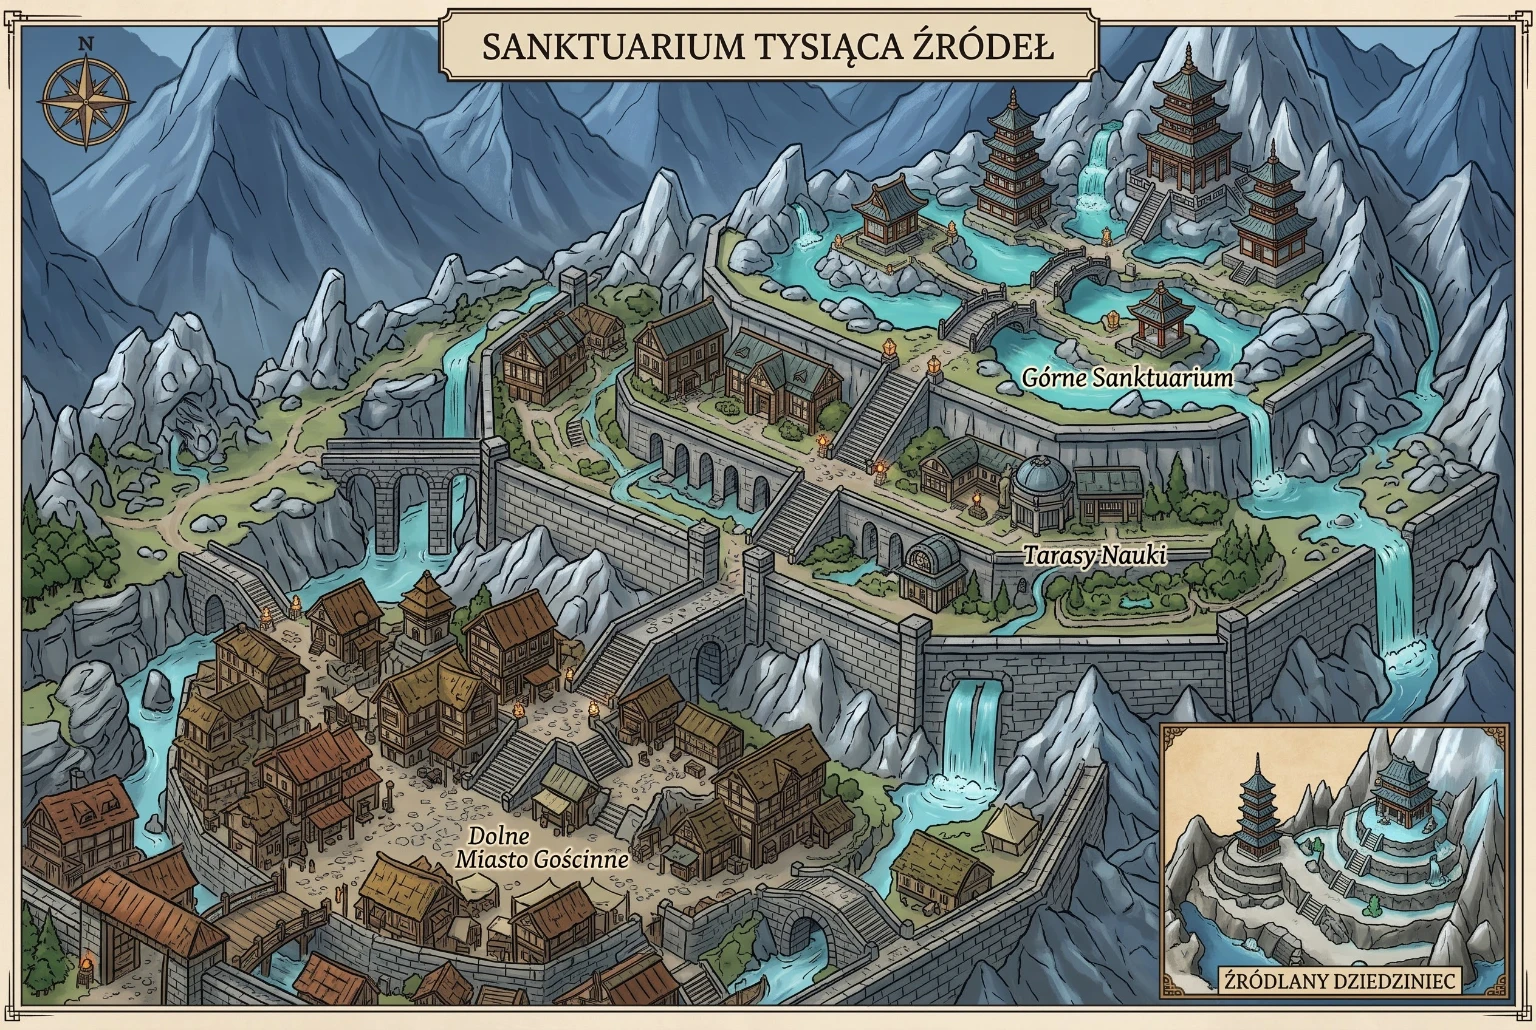 SANKTUARIUM TYSIĄCA ŹRÓDEŁ
N
Górne Sanktuarium
Tarasy Nauki
Dolne
Miasto Gościnne
ŹRÓDLANY DZIEDZINIEC